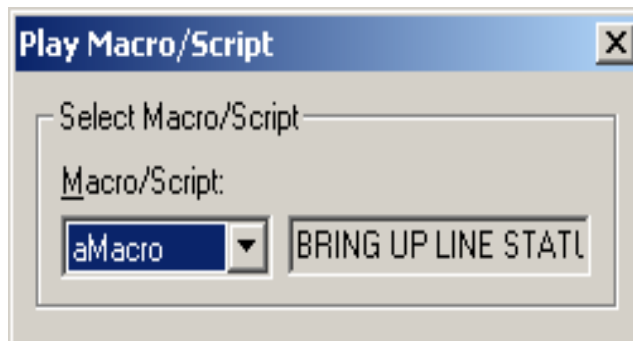 Play Macro/Script
Select Macro/Script
Macro/Script:
aMacro BRING UP LINE STATU